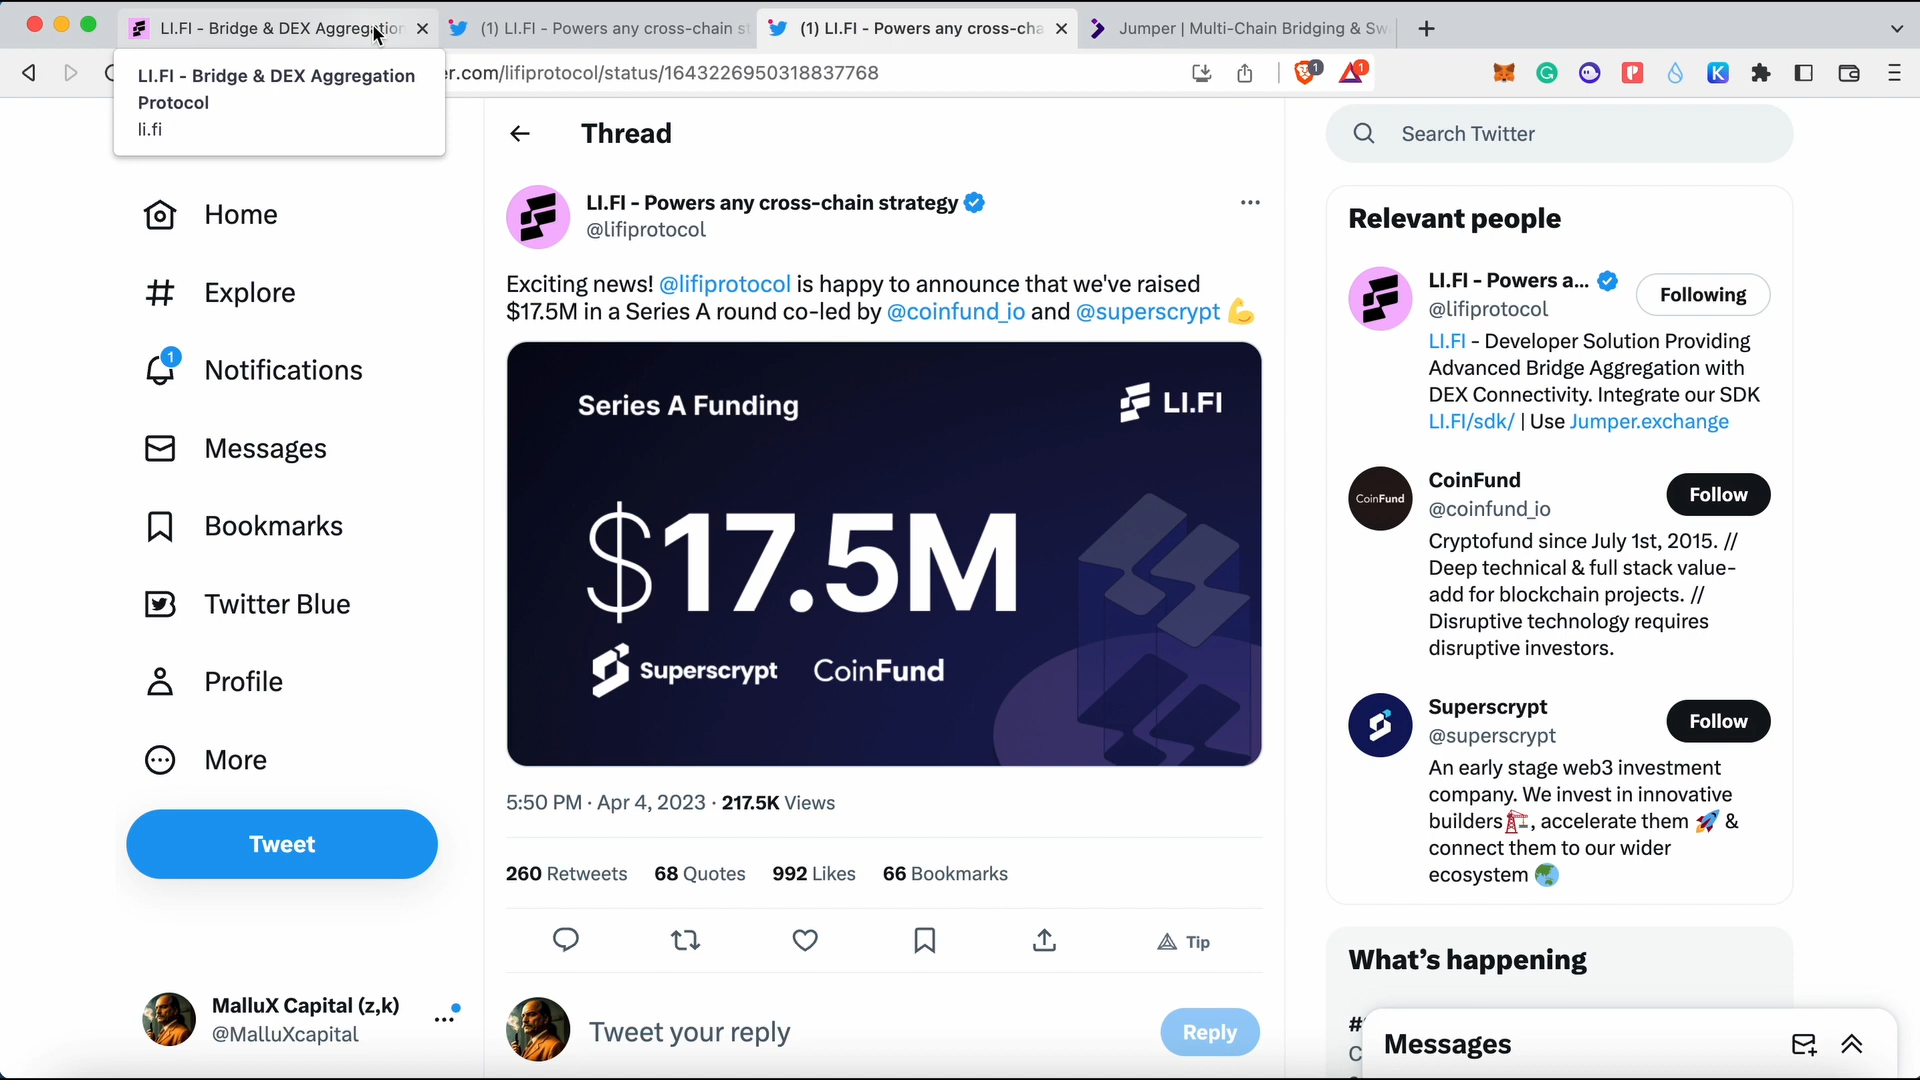 LI.FI - Bridge & DEX Aggregation
(1) LI.FI - Powers any cross-chain st
(1) LI.FI - Powers any cross-cha
Jumper | Multi-Chain Bridging & Sw
er.com/lifiprotocol/status/1643226950318837768
1
1
LI.FI - Bridge & DEX Aggregation
Protocol
li.fi
Home
Explore
1
Notifications
Messages
Bookmarks
Twitter Blue
Profile
More
Tweet
MalluX Capital (z,k)
@MalluXcapital
Thread
LI.FI - Powers any cross-chain strategy
@lifiprotocol
Exciting news! @lifiprotocol is happy to announce that we've raised
$17.5M in a Series A round co-led by @coinfund_io and @superscrypt 💪
Series A Funding
LI.FI
$17.5M
Superscrypt CoinFund
5:50 PM · Apr 4, 2023 · 217.5K Views
260 Retweets 68 Quotes 992 Likes 66 Bookmarks
Tip
Tweet your reply
Reply
Search Twitter
Relevant people
LI.FI - Powers a...
Following
@lifiprotocol
LI.FI - Developer Solution Providing
Advanced Bridge Aggregation with
DEX Connectivity. Integrate our SDK
LI.FI/sdk/ | Use Jumper.exchange
CoinFund
CoinFund
@coinfund_io
Follow
Cryptofund since July 1st, 2015. //
Deep technical & full stack value-
add for blockchain projects. //
Disruptive technology requires
disruptive investors.
Superscrypt
@superscrypt
Follow
An early stage web3 investment
company. We invest in innovative
builders🏗️, accelerate them 🚀 &
connect them to our wider
ecosystem 🌏
What's happening
Messages